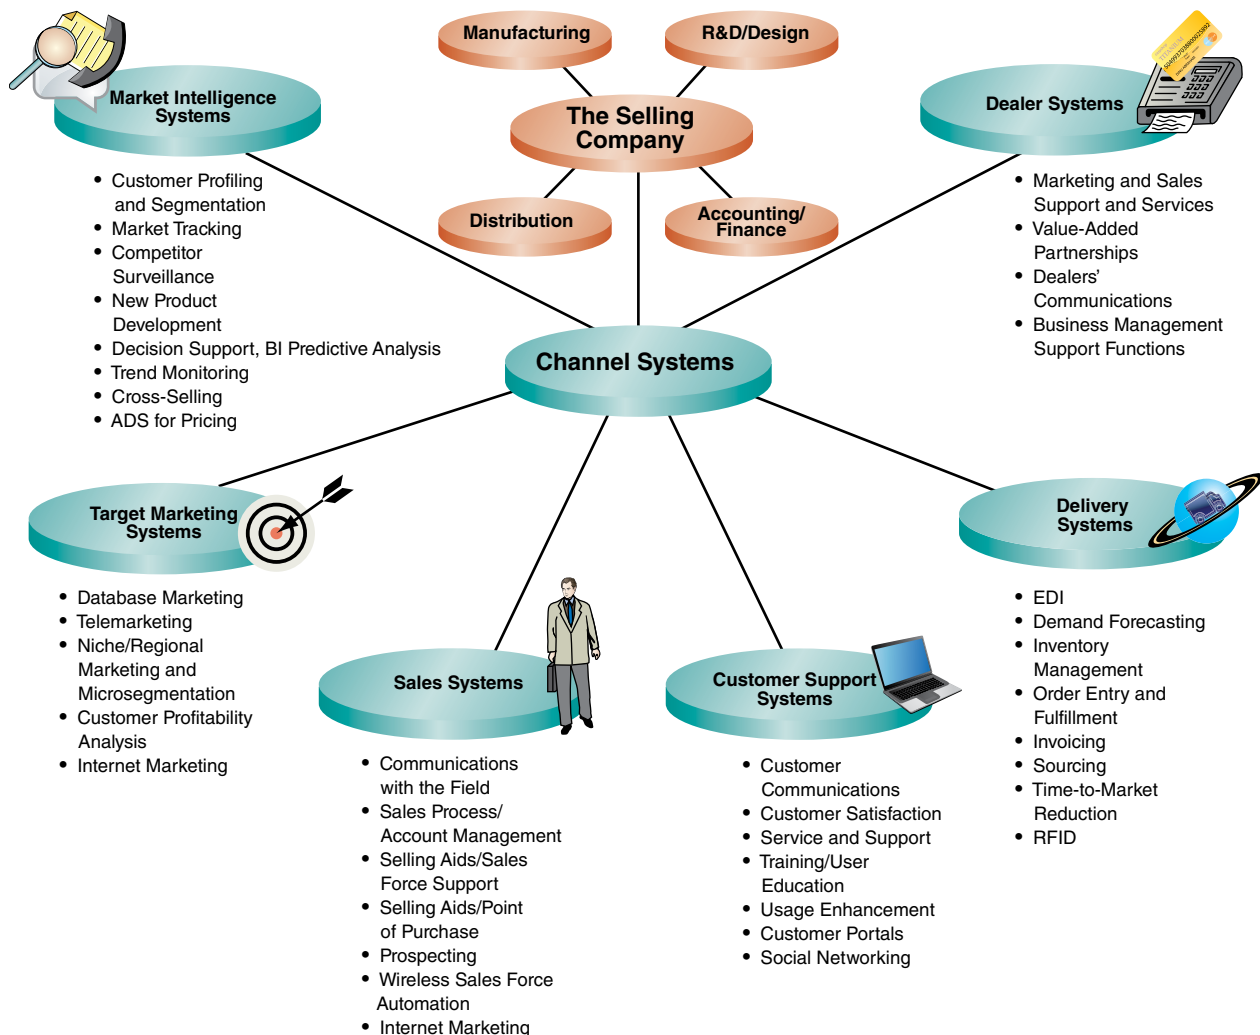 Manufacturing
R&D/Design
The Selling
Company
Distribution
Accounting/
Finance
Market Intelligence
Systems
• Customer Profiling
and Segmentation
• Market Tracking
• Competitor
Surveillance
• New Product
Development
• Decision Support, BI Predictive Analysis
• Trend Monitoring
• Cross-Selling
• ADS for Pricing
Dealer Systems
• Marketing and Sales
Support and Services
• Value-Added
Partnerships
• Dealers’
Communications
• Business Management
Support Functions
Channel Systems
Target Marketing
Systems
• Database Marketing
• Telemarketing
• Niche/Regional
Marketing and
Microsegmentation
• Customer Profitability
Analysis
• Internet Marketing
Sales Systems
• Communications
with the Field
• Sales Process/
Account Management
• Selling Aids/Sales
Force Support
• Selling Aids/Point
of Purchase
• Prospecting
• Wireless Sales Force
Automation
• Internet Marketing
Customer Support
Systems
• Customer
Communications
• Customer Satisfaction
• Service and Support
• Training/User
Education
• Usage Enhancement
• Customer Portals
• Social Networking
Delivery
Systems
• EDI
• Demand Forecasting
• Inventory
Management
• Order Entry and
Fulfillment
• Invoicing
• Sourcing
• Time-to-Market
Reduction
• RFID